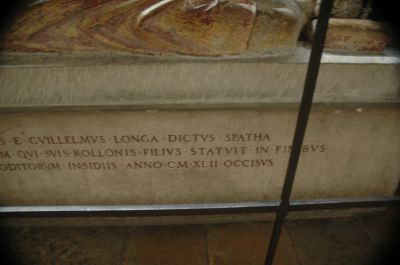 S · E · GVILLELMVS · LONGA · DICTVS · SPATHA
M · QVI · SVIS · ROLLONIS · FILIVS · STATVIT · IN · FINIBVS
ODITORVM · INSIDIIS · ANNO · CM · XLII · OCCISVS